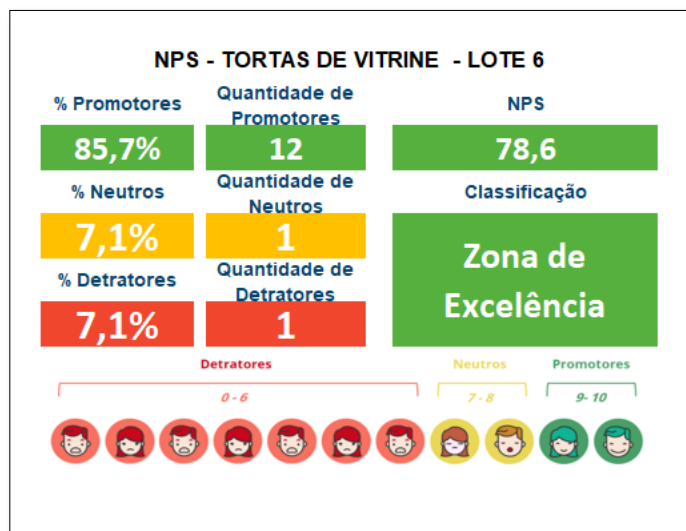 NPS - TORTAS DE VITRINE - LOTE 6
% Promotores
Quantidade de
Promotores
NPS
85,7%
12
78,6
% Neutros
Quantidade de
Neutros
Classificação
7,1%
1
Zona de
Excelência
% Detratores
Quantidade de
Detratores
7,1%
1
Detratores
Neutros
Promotores
0 - 6
7 - 8
9- 10